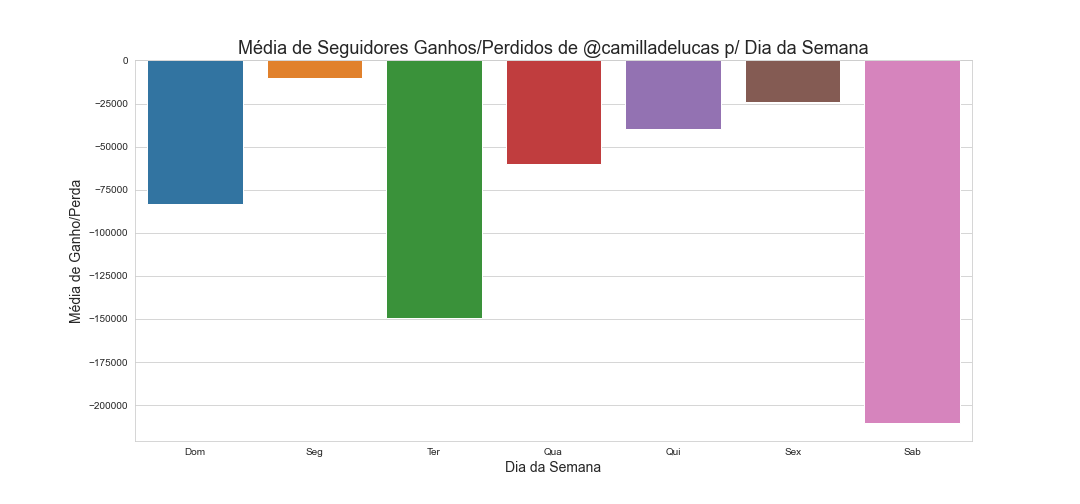 Média de Seguidores Ganhos/Perdidos de @camilladelucas p/ Dia da Semana
0
−25000
−50000
−75000
−100000
−125000
−150000
−175000
−200000
Média de Ganho/Perda
Dom Seg Ter Qua Qui Sex Sab
Dia da Semana